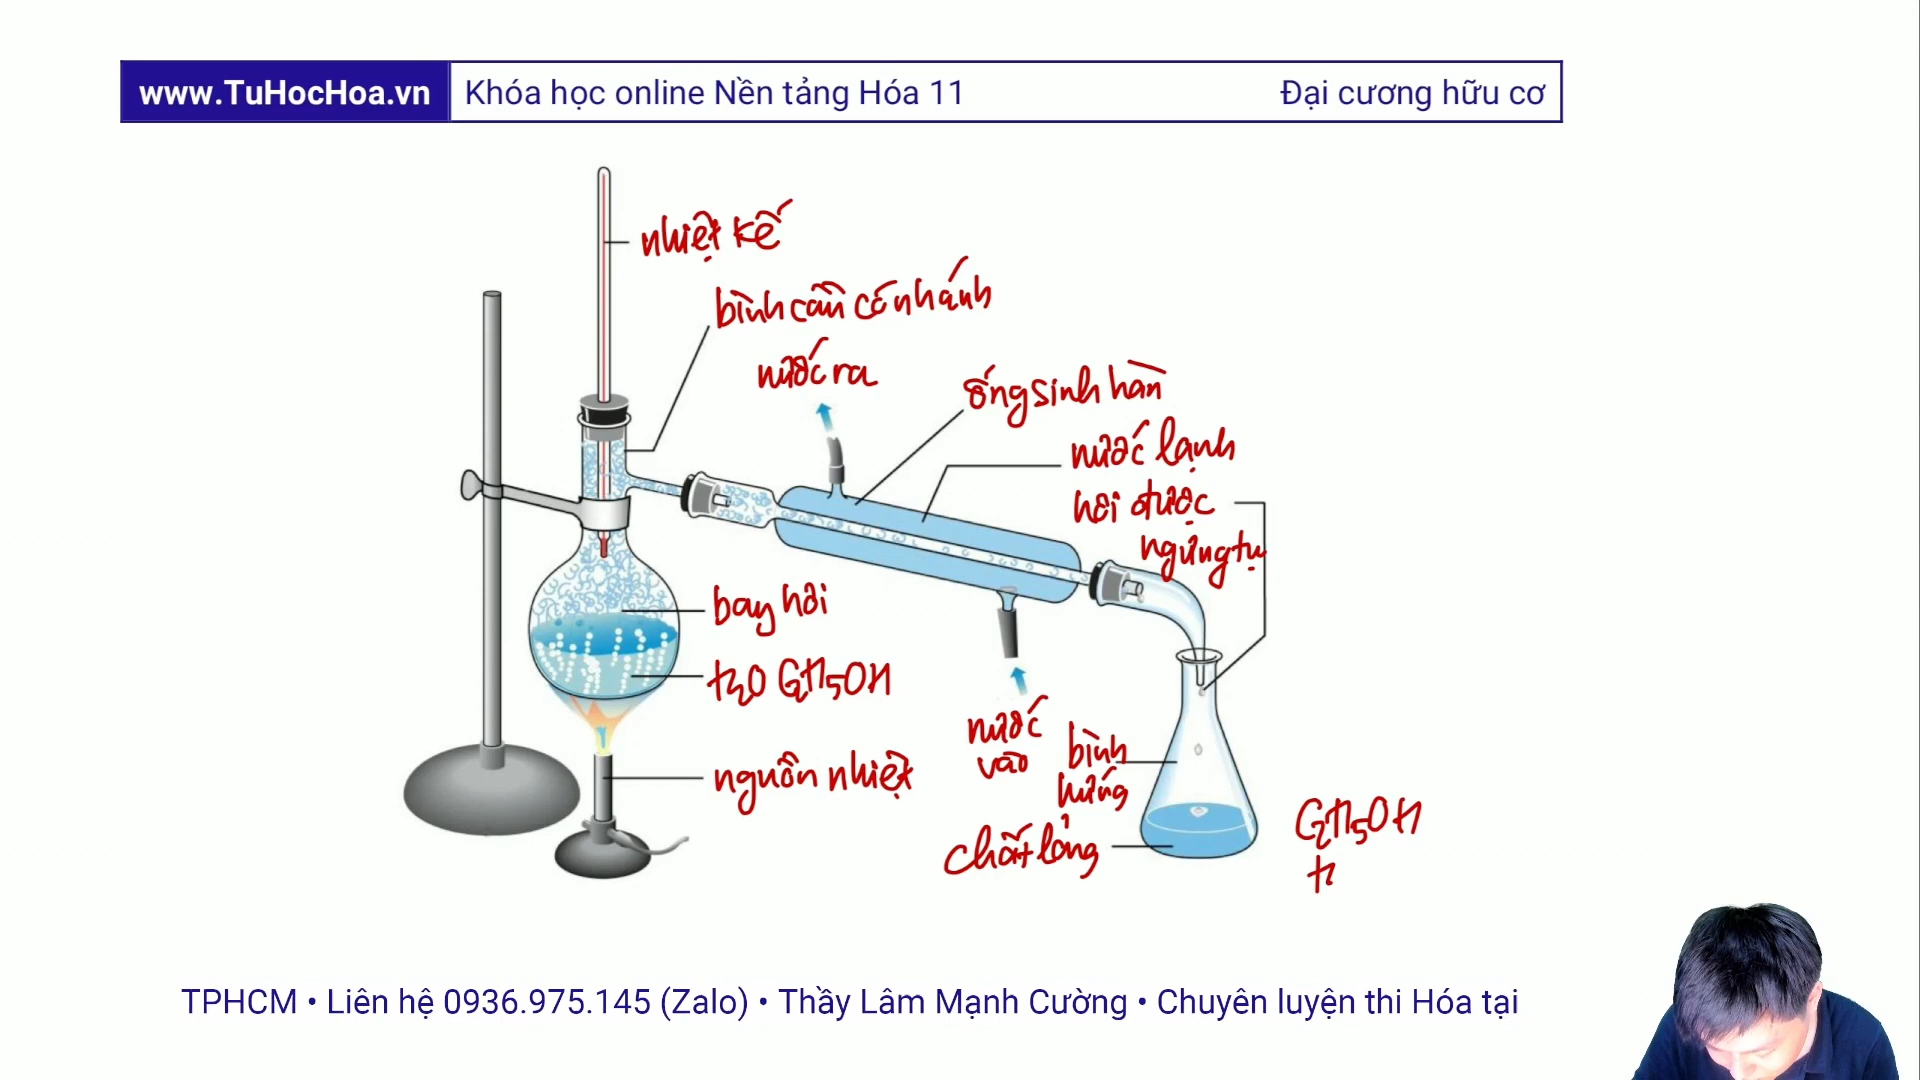 www.TuHocHoa.vn Khóa học online Nền tảng Hóa 11 Đại cương hữu cơ
nhiệt kế
bình cầu có nhánh
nước ra
ống sinh hàn
nước lạnh
hơi được
ngưng tụ
bay hơi
H2O C2H5OH
nước
vào
bình
hứng
nguồn nhiệt
chất lỏng
C2H5OH
TPHCM • Liên hệ 0936.975.145 (Zalo) • Thầy Lâm Mạnh Cường • Chuyên luyện thi Hóa tại